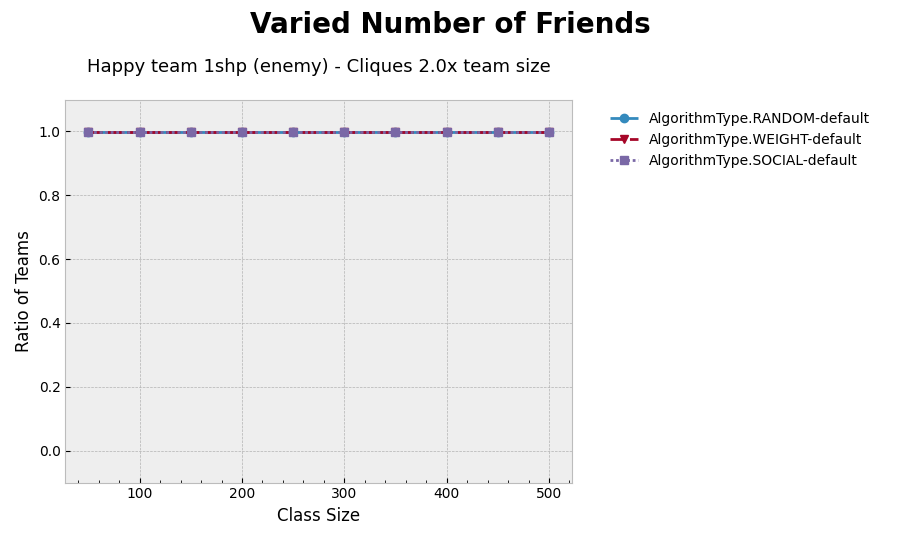 Varied Number of Friends
Happy team 1shp (enemy) - Cliques 2.0x team size
AlgorithmType.RANDOM-default
AlgorithmType.WEIGHT-default
AlgorithmType.SOCIAL-default
Ratio of Teams
1.0
0.8
0.6
0.4
0.2
0.0
100 200 300 400 500
Class Size